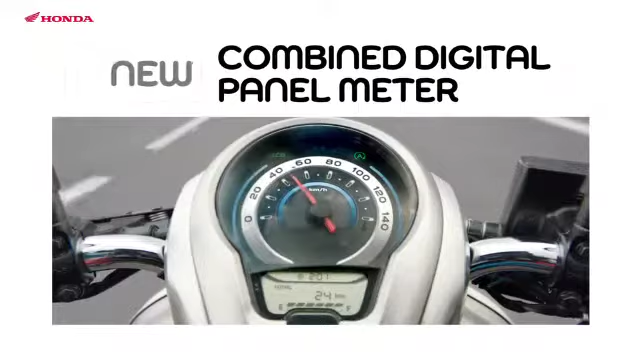 HONDA
NEW
COMBINED DIGITAL
PANEL METER
0 20 40 60 80 100 120 140
km/h
24
E F